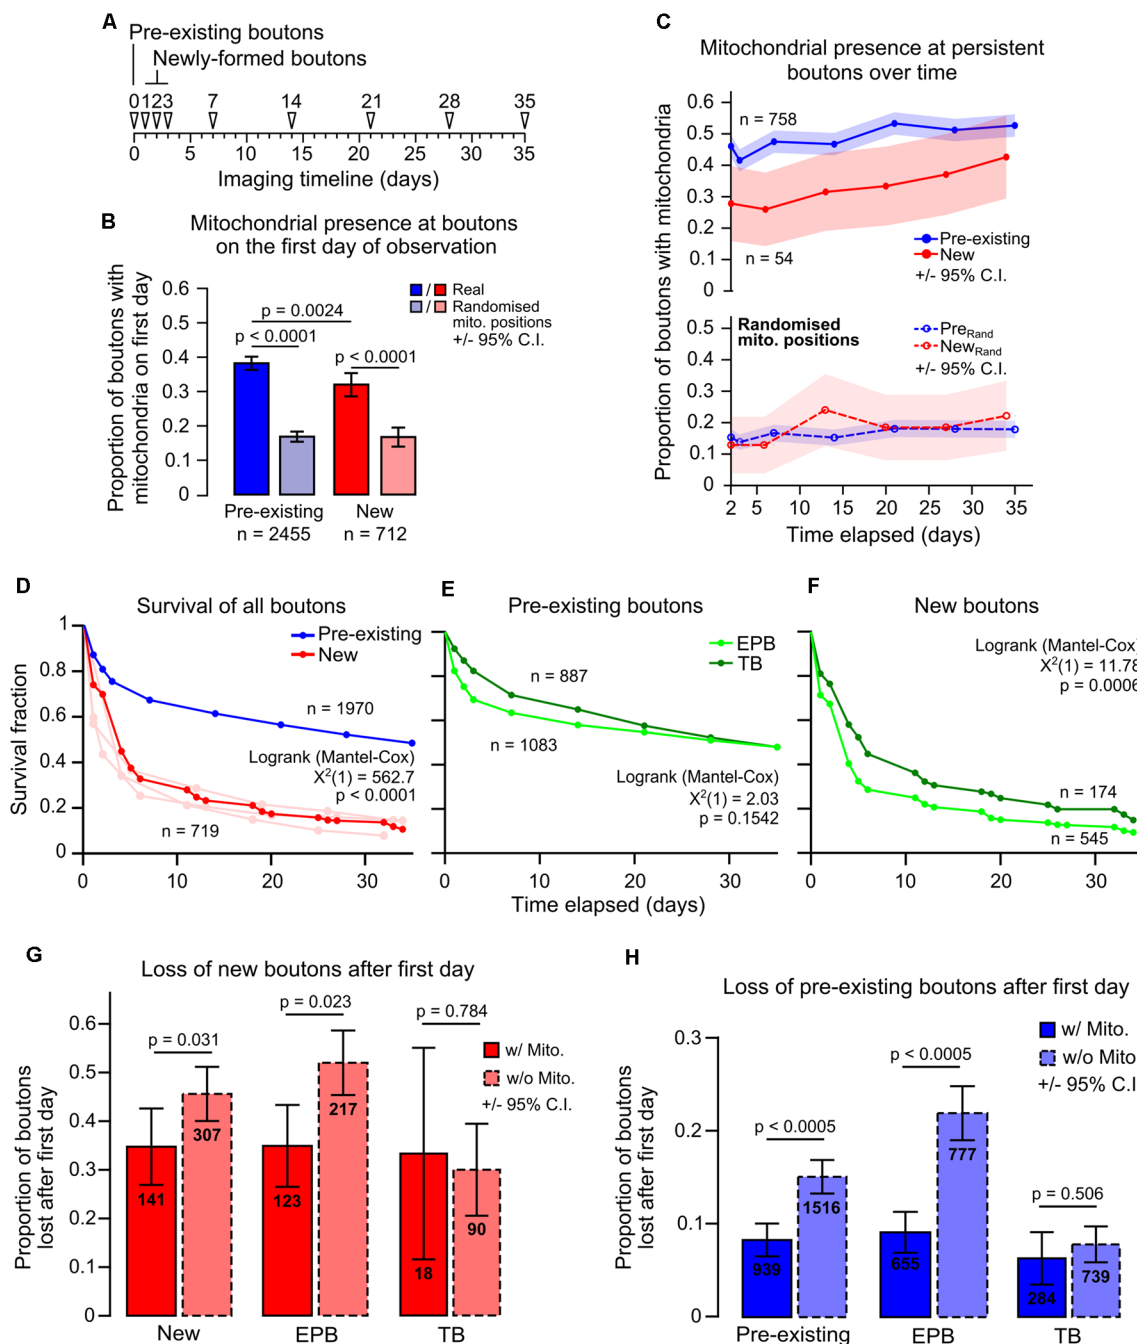 A
Pre-existing boutons
Newly-formed boutons
0 1 2 3 7 14 21 28 35
0 5 10 15 20 25 30 35
Imaging timeline (days)
B
Mitochondrial presence at boutons
on the first day of observation
Proportion of boutons with
mitochondria on first day
0.6
0.5
0.4
0.3
0.2
0.1
0
/ Real
/ Randomised
mito. positions
+/- 95% C.I.
p = 0.0024
p < 0.0001
p < 0.0001
Pre-existing New
n = 2455 n = 712
C
Mitochondrial presence at persistent
boutons over time
Proportion of boutons with mitochondria
0.6
0.5
0.4
0.3
0.2
0.1
0
n = 758
n = 54
Pre-existing
New
+/- 95% C.I.
0.5
0.4
0.3
0.2
0.1
0
Randomised
mito. positions
PreRand
NewRand
+/- 95% C.I.
2 5 10 15 20 25 30 35
Time elapsed (days)
D
Survival of all boutons
Survival fraction
1
0.8
0.6
0.4
0.2
0
Pre-existing
New
n = 1970
Logrank (Mantel-Cox)
X²(1) = 562.7
p < 0.0001
n = 719
0 10 20 30
E
Pre-existing boutons
EPB
TB
n = 887
n = 1083
Logrank (Mantel-Cox)
X²(1) = 2.03
p = 0.1542
0 10 20 30
Time elapsed (days)
F
New boutons
Logrank (Mantel-Cox)
X²(1) = 11.78
p = 0.0006
n = 174
n = 545
0 10 20 30
G
Loss of new boutons after first day
Proportion of boutons
lost after first day
0.6
0.5
0.4
0.3
0.2
0.1
0
p = 0.031
p = 0.023
p = 0.784
w/ Mito.
w/o Mito.
+/- 95% C.I.
141 307 123 217 18 90
New EPB TB
H
Loss of pre-existing boutons after first day
Proportion of boutons
lost after first day
0.3
0.2
0.1
0
p < 0.0005
p < 0.0005
p = 0.506
w/ Mito.
w/o Mito.
+/- 95% C.I.
939 1516 655 777 284 739
Pre-existing EPB TB